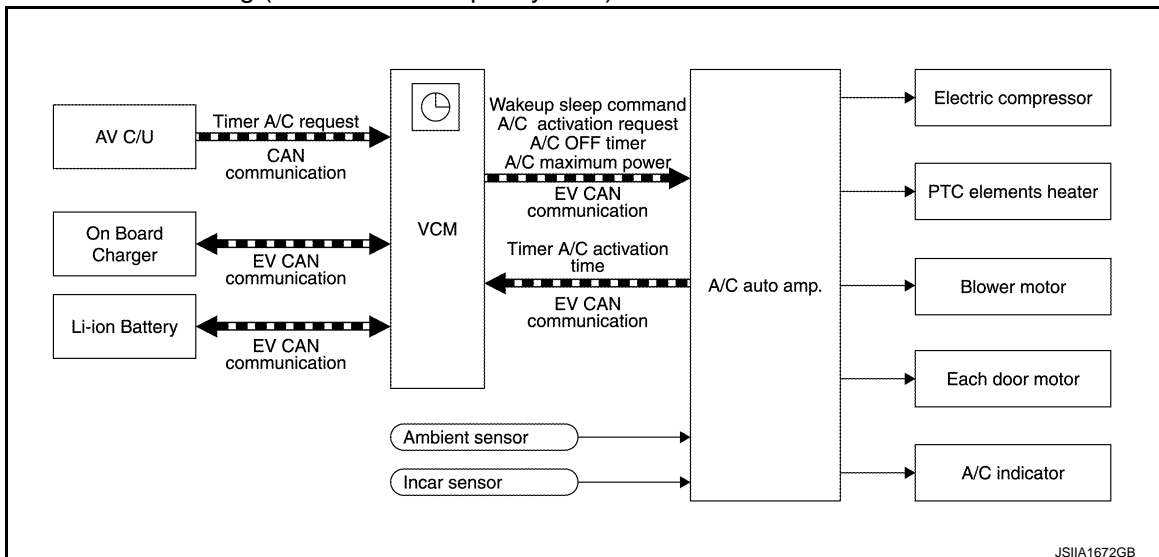 AV C/U
Timer A/C request
CAN
communication
On Board
Charger
EV CAN
communication
Li-ion Battery
EV CAN
communication
VCM
Wakeup sleep command
A/C activation request
A/C OFF timer
A/C maximum power
EV CAN
communication
Timer A/C activation
time
EV CAN
communication
Ambient sensor
Incar sensor
A/C auto amp.
Electric compressor
PTC elements heater
Blower motor
Each door motor
A/C indicator
JSIIA1672GB